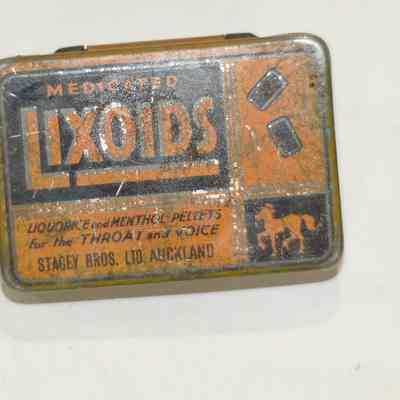 MEDICATED
LIXOIDS
LIQUORICE and MENTHOL PELLETS
for the THROAT and VOICE
STACEY BROS. LTD. AUCKLAND